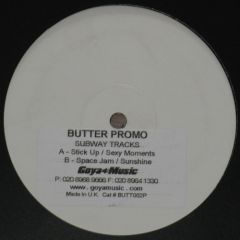 BUTTER PROMO
SUBWAY TRACKS
A - Stick Up / Sexy Moments
B - Space Jam / Sunshine
Goya+Music
P: 020 8968 9666 F: 020 8964 1330
www.goyamusic.com
Made In U.K. Cat # BUTT002P